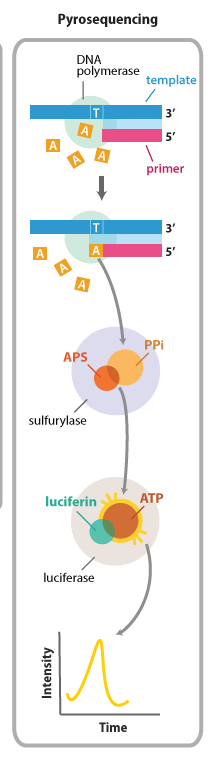 Pyrosequencing
DNA
polymerase
template
T
3’
A
5’
A
A
A
primer
T
3’
A
A
5’
A
A
PPi
APS
sulfurylase
ATP
luciferin
luciferase
Intensity
Time